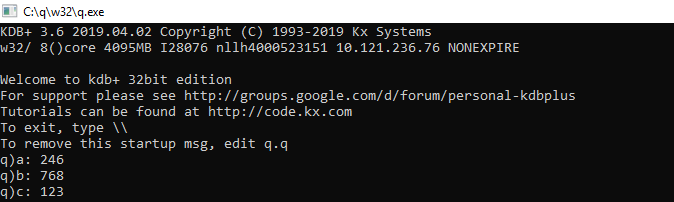 C:\q\w32\q.exe
KDB+ 3.6 2019.04.02 Copyright (C) 1993-2019 Kx Systems
w32/ 8()core 4095MB I28076 nllh4000523151 10.121.236.76 NONEXPIRE
Welcome to kdb+ 32bit edition
For support please see http://groups.google.com/d/forum/personal-kdbplus
Tutorials can be found at http://code.kx.com
To exit, type \\
To remove this startup msg, edit q.q
q)a: 246
q)b: 768
q)c: 123